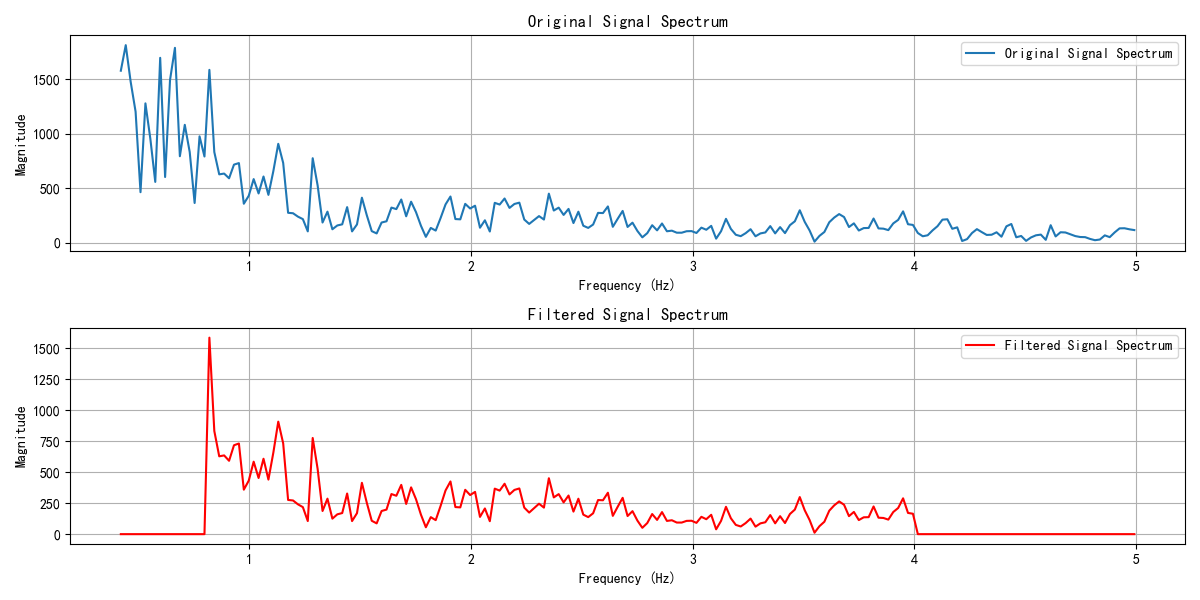 Original Signal Spectrum
Original Signal Spectrum
Magnitude
1500
1000
500
0
1 2 3 4 5
Frequency (Hz)
Filtered Signal Spectrum
Filtered Signal Spectrum
Magnitude
1500
1250
1000
750
500
250
0
1 2 3 4 5
Frequency (Hz)